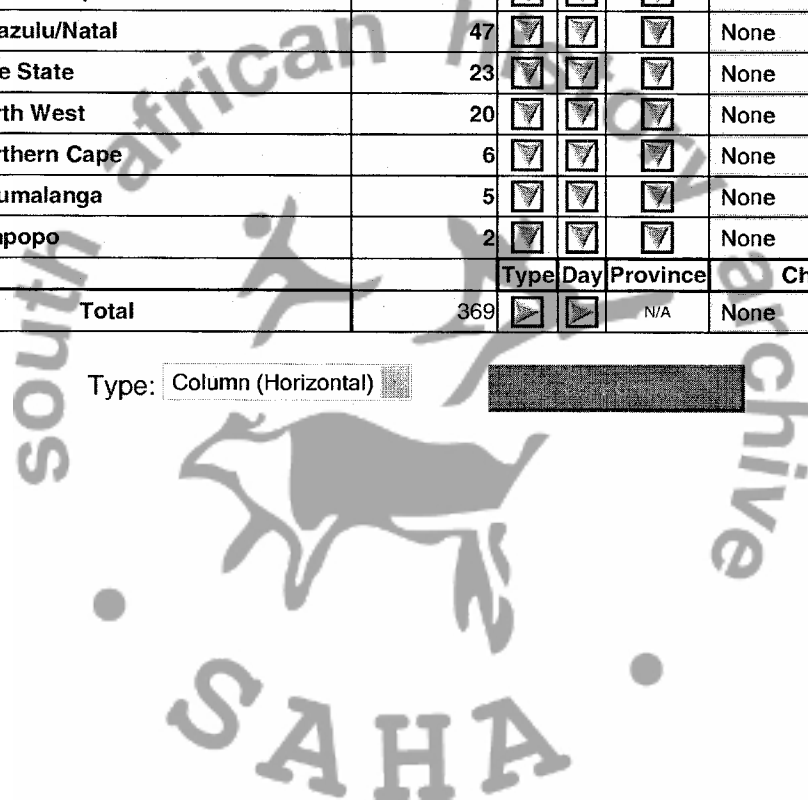 azulu/Natal 47 None
e State 23 None
rth West 20 None
rthern Cape 6 None
umalanga 5 None
popo 2 None
Type Day Province Ch
Total 369 N/A None
Type: Column (Horizontal)
south african history archive
SAHA